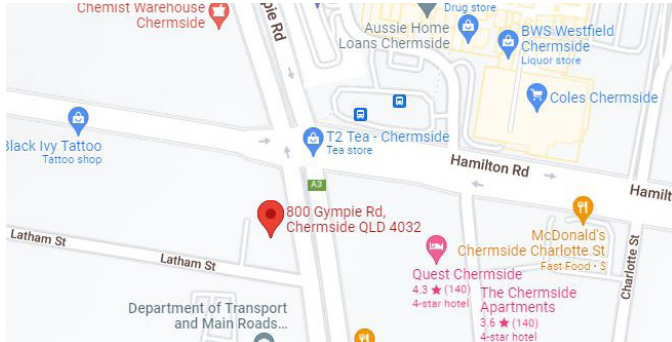 Chemist Warehouse
Chermside
pie Rd
Aussie Home
Loans Chermside
Drug store
BWS Westfield
Chermside
Liquor store
Coles Chermside
Black Ivy Tattoo
Tattoo shop
T2 Tea - Chermside
Tea store
Hamilton Rd
Hamilt
A3
800 Gympie Rd,
Chermside QLD 4032
McDonald's
Chermside Charlotte St
Fast Food • $
Charlotte St
Latham St
Latham St
Quest Chermside
4.3 ★ (140)
4-star hotel
The Chermside
Apartments
3.6 ★ (140)
4-star hotel
Department of Transport
and Main Roads...